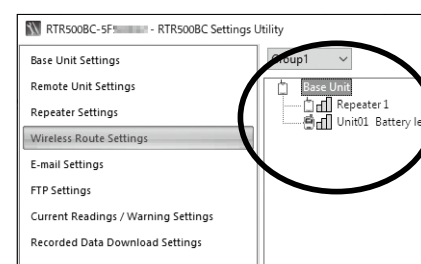 RTR500BC-5F - RTR500BC Settings Utility
Base Unit Settings
Remote Unit Settings
Repeater Settings
Wireless Route Settings
E-mail Settings
FTP Settings
Current Readings / Warning Settings
Recorded Data Download Settings
Group1
Base Unit
Repeater 1
Unit01 Battery le